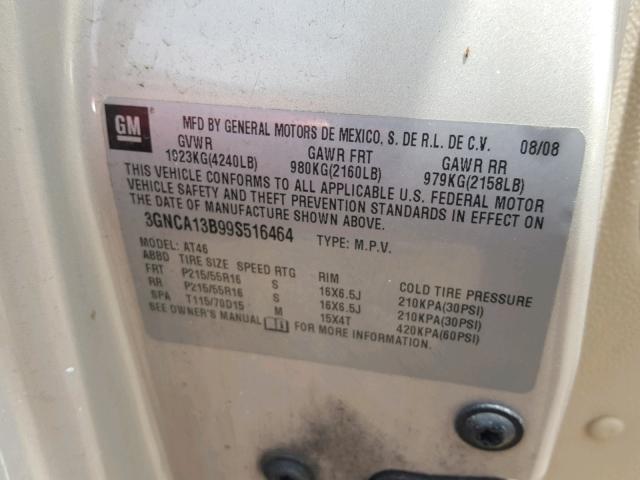 GM
MFD BY GENERAL MOTORS DE MEXICO, S. DE R.L. DE C.V. 08/08
GVWR GAWR FRT GAWR RR
1923KG(4240LB) 980KG(2160LB) 979KG(2158LB)
THIS VEHICLE CONFORMS TO ALL APPLICABLE U.S. FEDERAL MOTOR
VEHICLE SAFETY AND THEFT PREVENTION STANDARDS IN EFFECT ON
THE DATE OF MANUFACTURE SHOWN ABOVE.
3GNCA13B99S516464 TYPE: M.P.V.
MODEL: AT46
ABBD TIRE SIZE SPEED RTG RIM COLD TIRE PRESSURE
FRT P215/55R16 S 16X6.5J 210KPA(30PSI)
RR P215/55R16 S 16X6.5J 210KPA(30PSI)
SPA T115/70D15 M 15X4T 420KPA(60PSI)
SEE OWNER'S MANUAL FOR MORE INFORMATION.